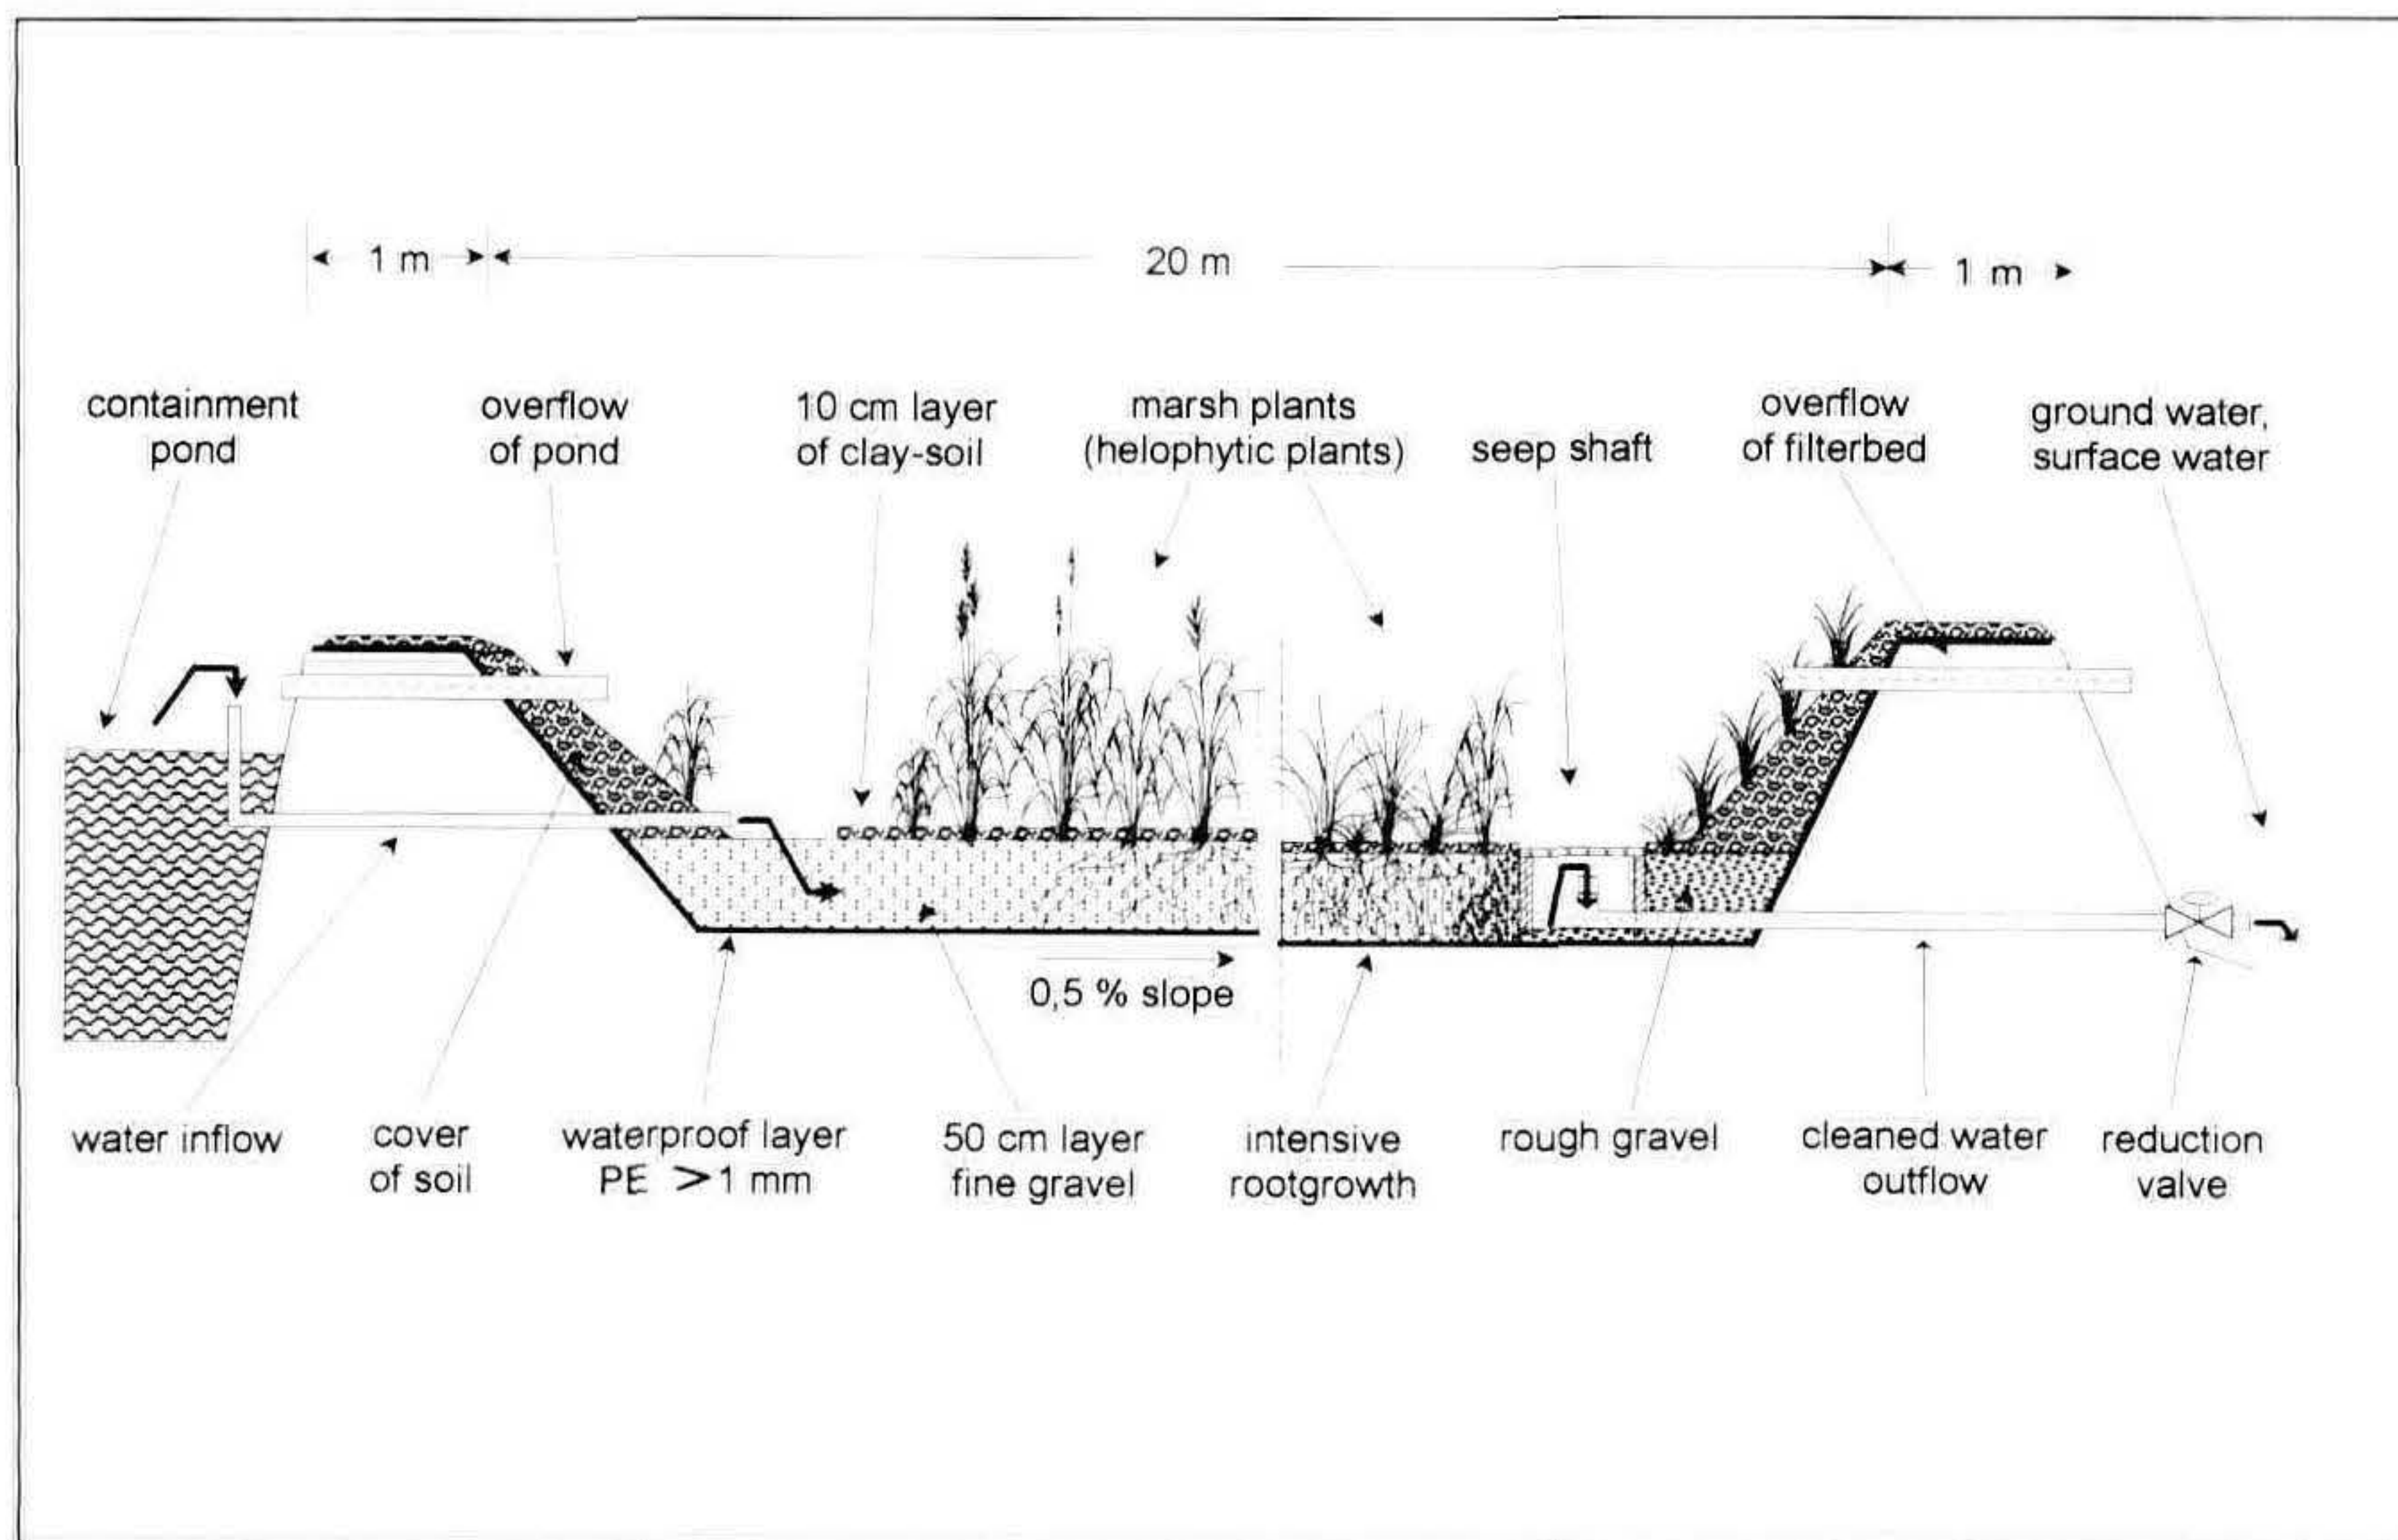 1 m
20 m
1 m
containment
pond
overflow
of pond
10 cm layer
of clay-soil
marsh plants
(helophytic plants)
seep shaft
overflow
of filterbed
ground water,
surface water
0,5 % slope
water inflow
cover
of soil
waterproof layer
PE >1 mm
50 cm layer
fine gravel
intensive
rootgrowth
rough gravel
cleaned water
outflow
reduction
valve